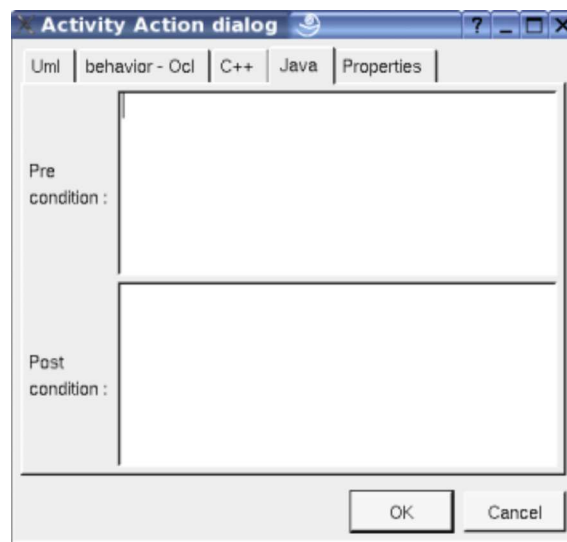 Activity Action dialog
Uml behavior - Ocl C++ Java Properties
Pre
condition :
Post
condition :
OK Cancel